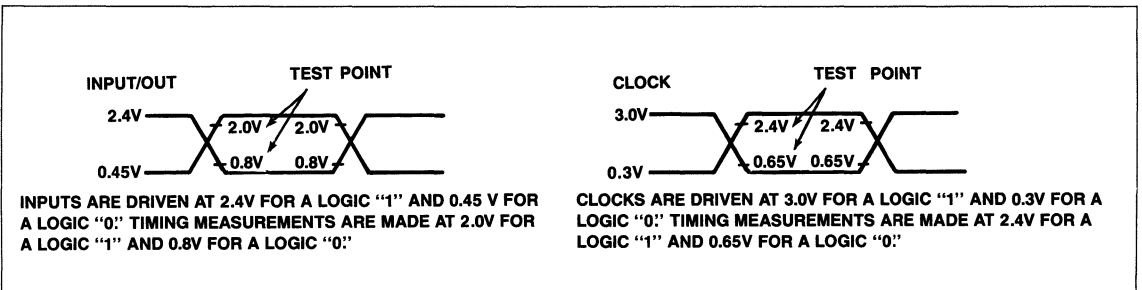 INPUT/OUT
TEST POINT
2.4V
2.0V 2.0V
0.8V 0.8V
0.45V
INPUTS ARE DRIVEN AT 2.4V FOR A LOGIC “1” AND 0.45 V FOR
A LOGIC “0.” TIMING MEASUREMENTS ARE MADE AT 2.0V FOR
A LOGIC “1” AND 0.8V FOR A LOGIC “0.”
CLOCK
TEST POINT
3.0V
2.4V 2.4V
0.65V 0.65V
0.3V
CLOCKS ARE DRIVEN AT 3.0V FOR A LOGIC “1” AND 0.3V FOR A
LOGIC “0.” TIMING MEASUREMENTS ARE MADE AT 2.4V FOR A
LOGIC “1” AND 0.65V FOR A LOGIC “0.”